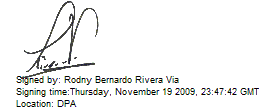 Signed by: Rodny Bernardo Rivera Via
Signing time:Thursday, November 19 2009, 23:47:42 GMT
Location: DPA